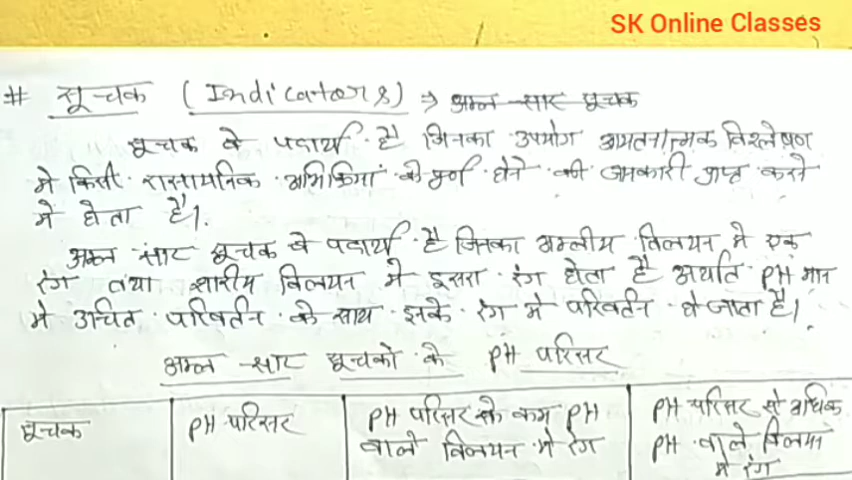 SK Online Classes
# सूचक (Indicators) ⇒ अम्ल-क्षार सूचक
सूचक वे पदार्थ है जिनका उपयोग आयतनात्मक विश्लेषण
मे किसी रासायनिक अभिक्रिया के पूर्ण होने की जानकारी प्राप्त करने
मे होता है।
अम्ल-क्षार सूचक वे पदार्थ है जिनका अम्लीय विलयन मे एक
रंग तथा क्षारीय विलयन मे दूसरा रंग होता है अर्थात PH मान
मे उचित परिवर्तन के साथ इनके रंग मे परिवर्तन हो जाता है।
अम्ल-क्षार सूचको के PH परिसर
सूचक
PH परिसर
PH परिसर से कम PH
वाले विलयन मे रंग
PH परिसर से अधिक
PH वाले विलयन
मे रंग